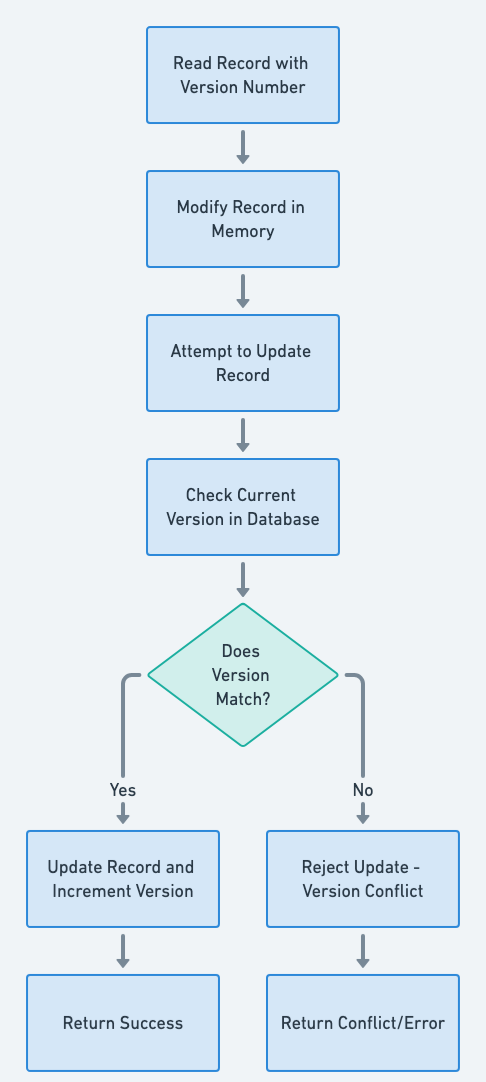 Read Record with
Version Number
Modify Record in
Memory
Attempt to Update
Record
Check Current
Version in Database
Does
Version
Match?
Yes
No
Update Record and
Increment Version
Reject Update -
Version Conflict
Return Success
Return Conflict/Error